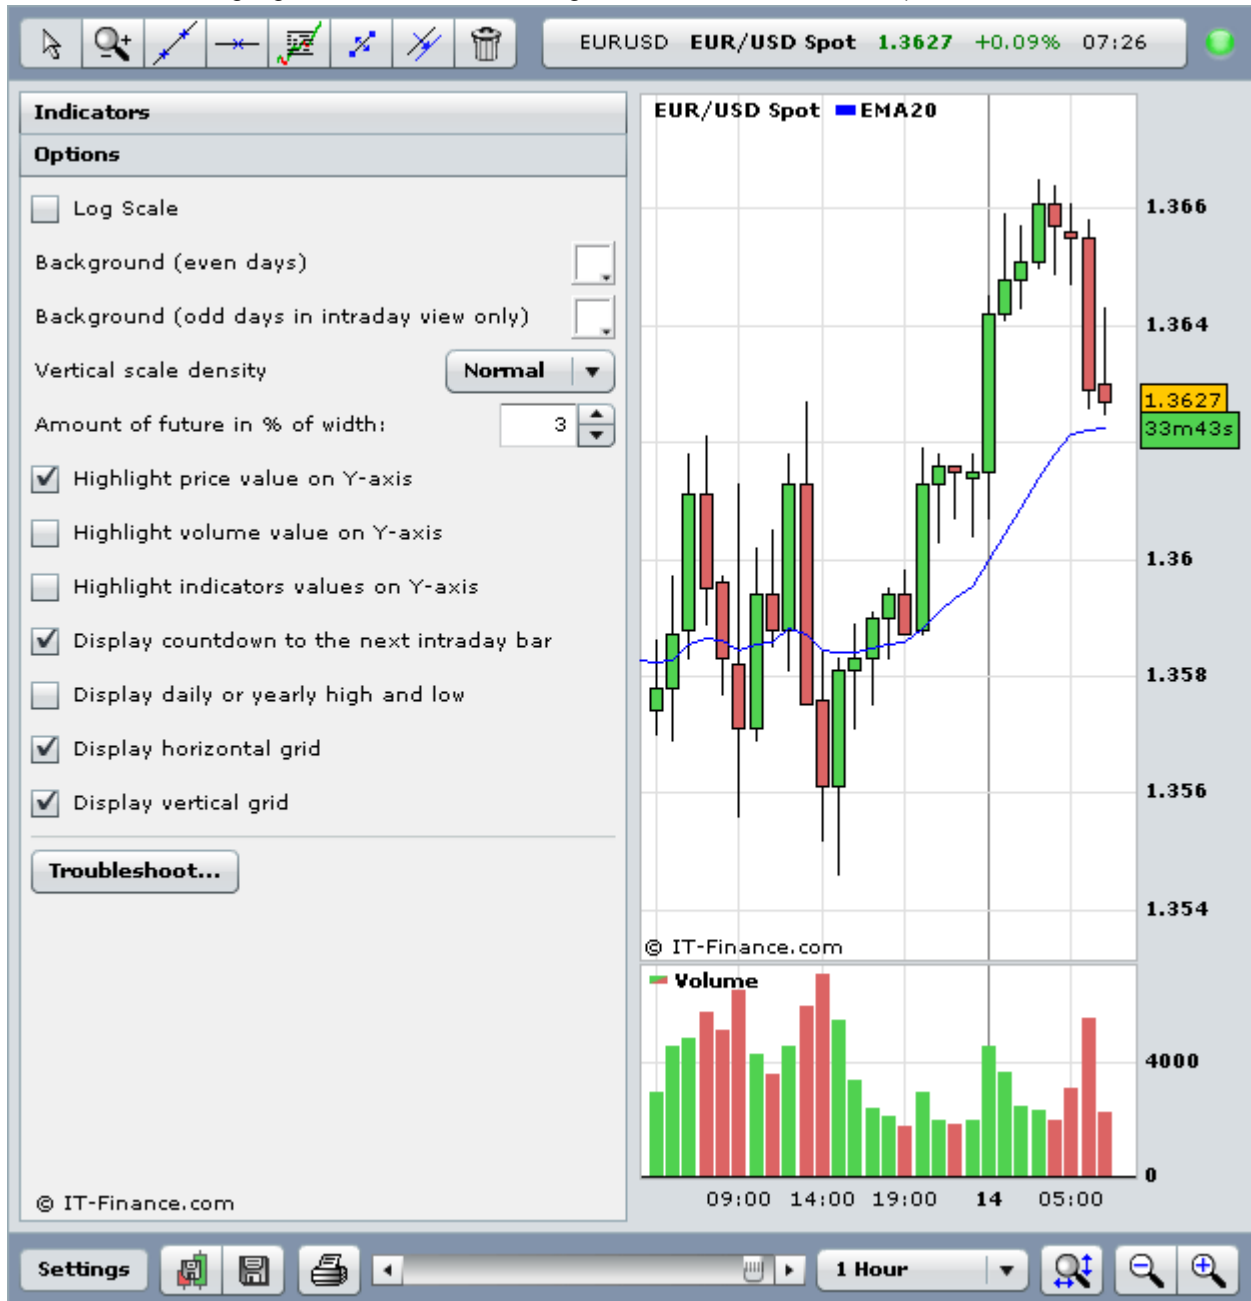 EURUSD EUR/USD Spot 1.3627 +0.09% 07:26
Indicators
Options
Log Scale
Background (even days)
Background (odd days in intraday view only)
Vertical scale density Normal
Amount of future in % of width: 3
Highlight price value on Y-axis
Highlight volume value on Y-axis
Highlight indicators values on Y-axis
Display countdown to the next intraday bar
Display daily or yearly high and low
Display horizontal grid
Display vertical grid
Troubleshoot...
© IT-Finance.com
EUR/USD Spot EMA20
1.366
1.364
1.3627
33m43s
1.36
1.358
1.356
1.354
© IT-Finance.com
Volume
4000
0
09:00 14:00 19:00 14 05:00
Settings 1 Hour